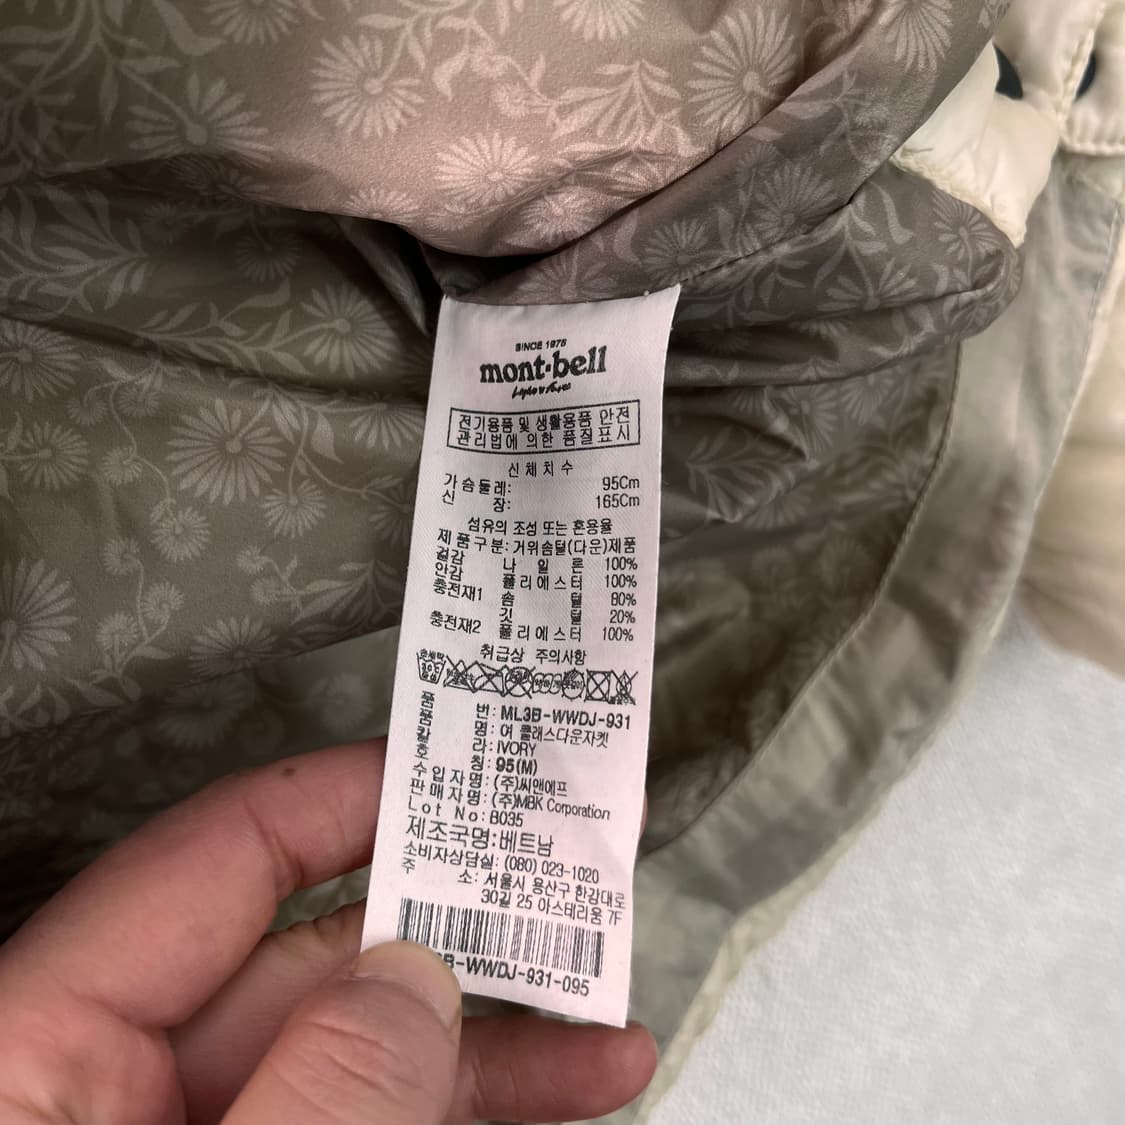 SINCE 1975
mont·bell
전기용품 및 생활용품 안전
관리법에 의한 품질표시
신체치수
가슴둘레: 95Cm
신 장: 165Cm
섬유의 조성 또는 혼용율
제품구분: 거위솜털(다운)제품
겉감 나 일 론 100%
안감 폴리에스터 100%
충전재1 솜 털 80%
깃 털 20%
충전재2 폴리에스터 100%
취급상 주의사항
품 번: ML3B-WWDJ-931
품 명: 여 클래스다운자켓
칼 라: IVORY
호 칭: 95(M)
수입자명: (주)씨앤에프
판매자명: (주)MBK Corporation
Lot No: B035
제조국명: 베트남
소비자상담실: (080) 023-1020
주 소: 서울시 용산구 한강대로
30길 25 아스테리움 7F
3B-WWDJ-931-095